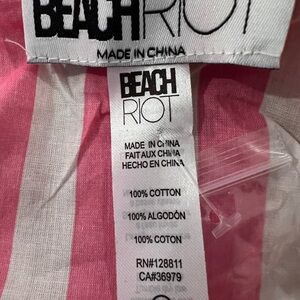 BEACH RIOT
MADE IN CHINA
BEACH
RIOT
MADE IN CHINA
FAIT AUX CHINA
HECHO EN CHINA
100% COTTON
100% ALGODÓN
100% COTON
RN#128811
CA#36979